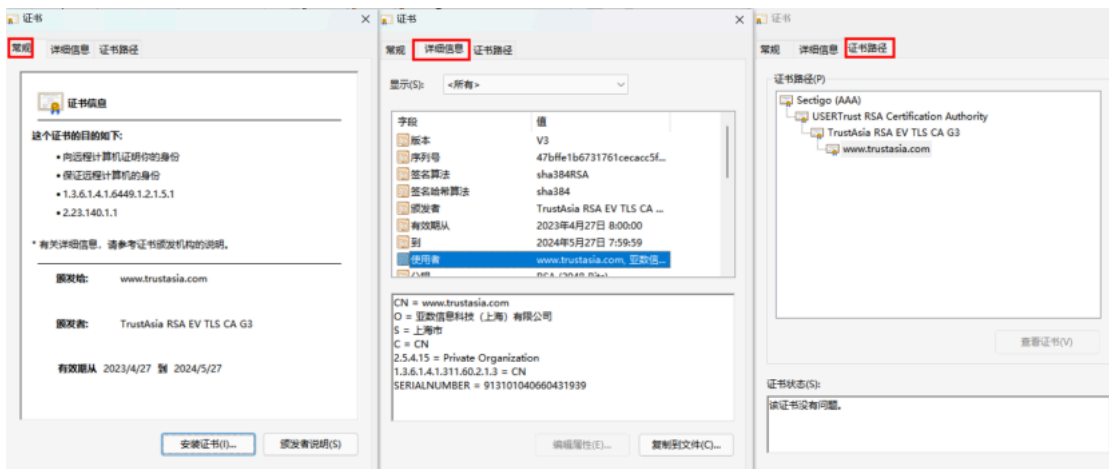 证书
常规 详细信息 证书路径
证书信息
这个证书的目的如下:
• 向远程计算机证明你的身份
• 保证远程计算机的身份
• 1.3.6.1.4.1.6449.1.2.1.5.1
• 2.23.140.1.1
* 有关详细信息，请参考证书颁发机构的说明。
颁发给: www.trustasia.com
颁发者: TrustAsia RSA EV TLS CA G3
有效期从 2023/4/27 到 2024/5/27
安装证书(I)... 颁发者说明(S)
证书
常规 详细信息 证书路径
显示(S): <所有>
字段 值
版本 V3
序列号 47bffe1b6731761cecacc5f...
签名算法 sha384RSA
签名哈希算法 sha384
颁发者 TrustAsia RSA EV TLS CA ...
有效期从 2023年4月27日 8:00:00
到 2024年5月27日 7:59:59
使用者 www.trustasia.com, 亚数信...
公钥 RSA (2048 Bits)
CN = www.trustasia.com
O = 亚数信息科技（上海）有限公司
S = 上海市
C = CN
2.5.4.15 = Private Organization
1.3.6.1.4.1.311.60.2.1.3 = CN
SERIALNUMBER = 913101040660431939
编辑属性(E)... 复制到文件(C)...
证书
常规 详细信息 证书路径
证书路径(P)
Sectigo (AAA)
USERTrust RSA Certification Authority
TrustAsia RSA EV TLS CA G3
www.trustasia.com
查看证书(V)
证书状态(S):
该证书没有问题。